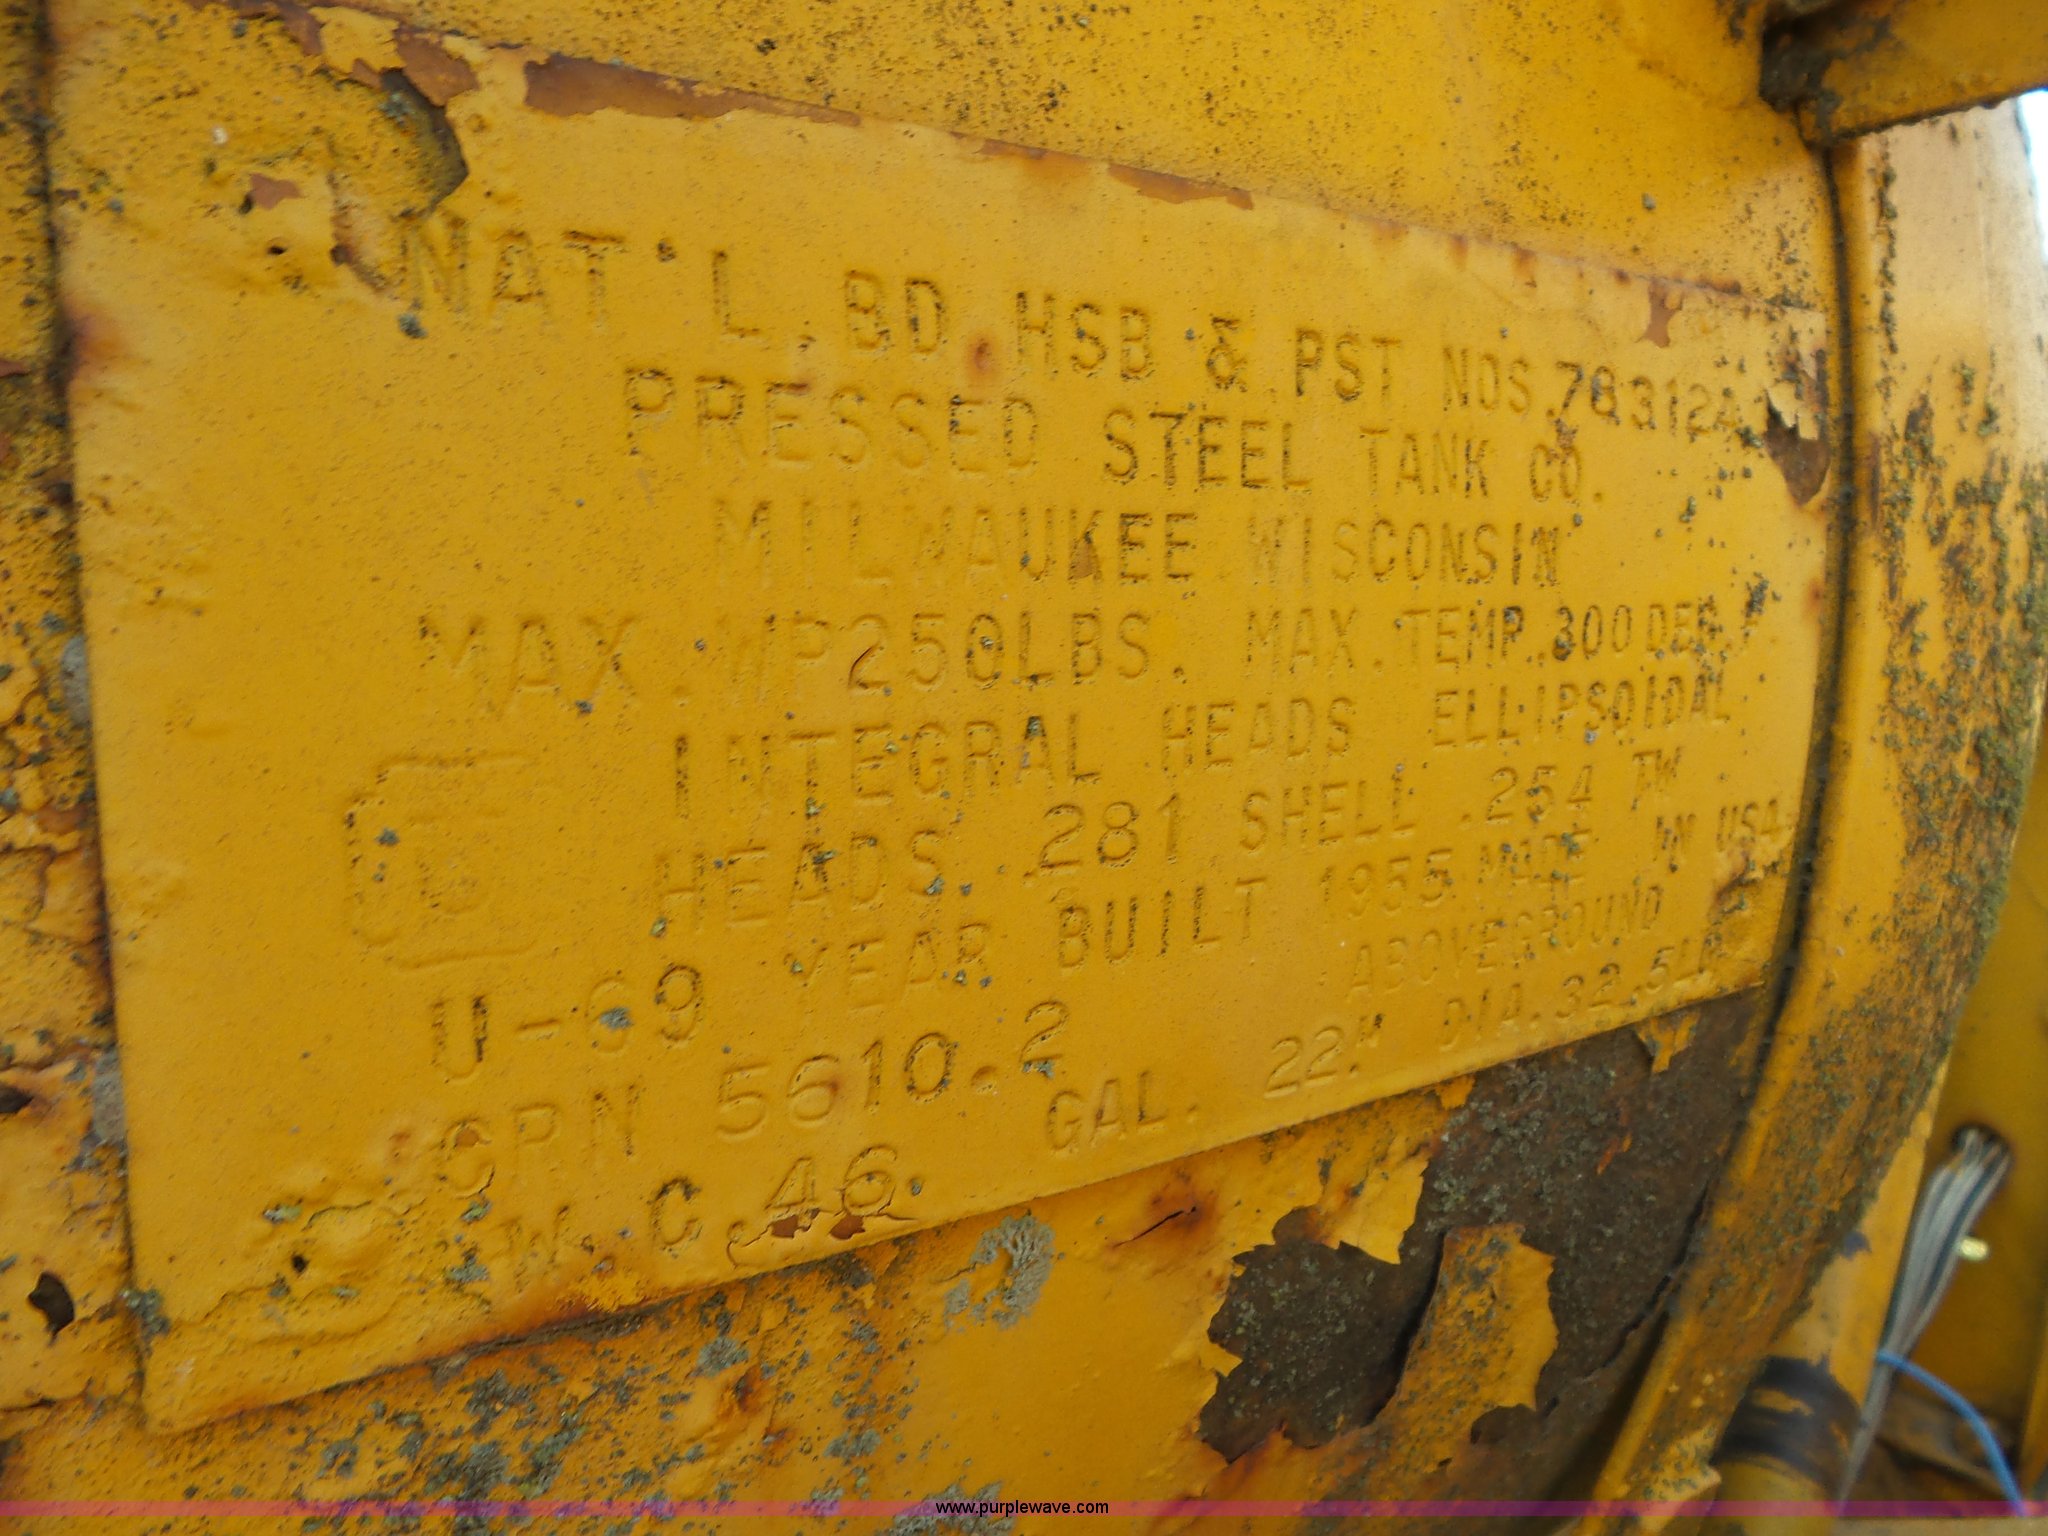 NAT'L. BD. HSB & PST NOS. 783124
PRESSED STEEL TANK CO.
MILWAUKEE WISCONSIN
MAX. WP 250 LBS. MAX. TEMP. 300 DEG. F
INTEGRAL HEADS ELLIPSOIDAL
HEADS .281 SHELL .254 TW
YEAR BUILT 1955 MADE IN USA
U-69 ABOVEGROUND
CPN 5610.2
W.C. 46. GAL. 22." DIA. 32.5
www.purplewave.com